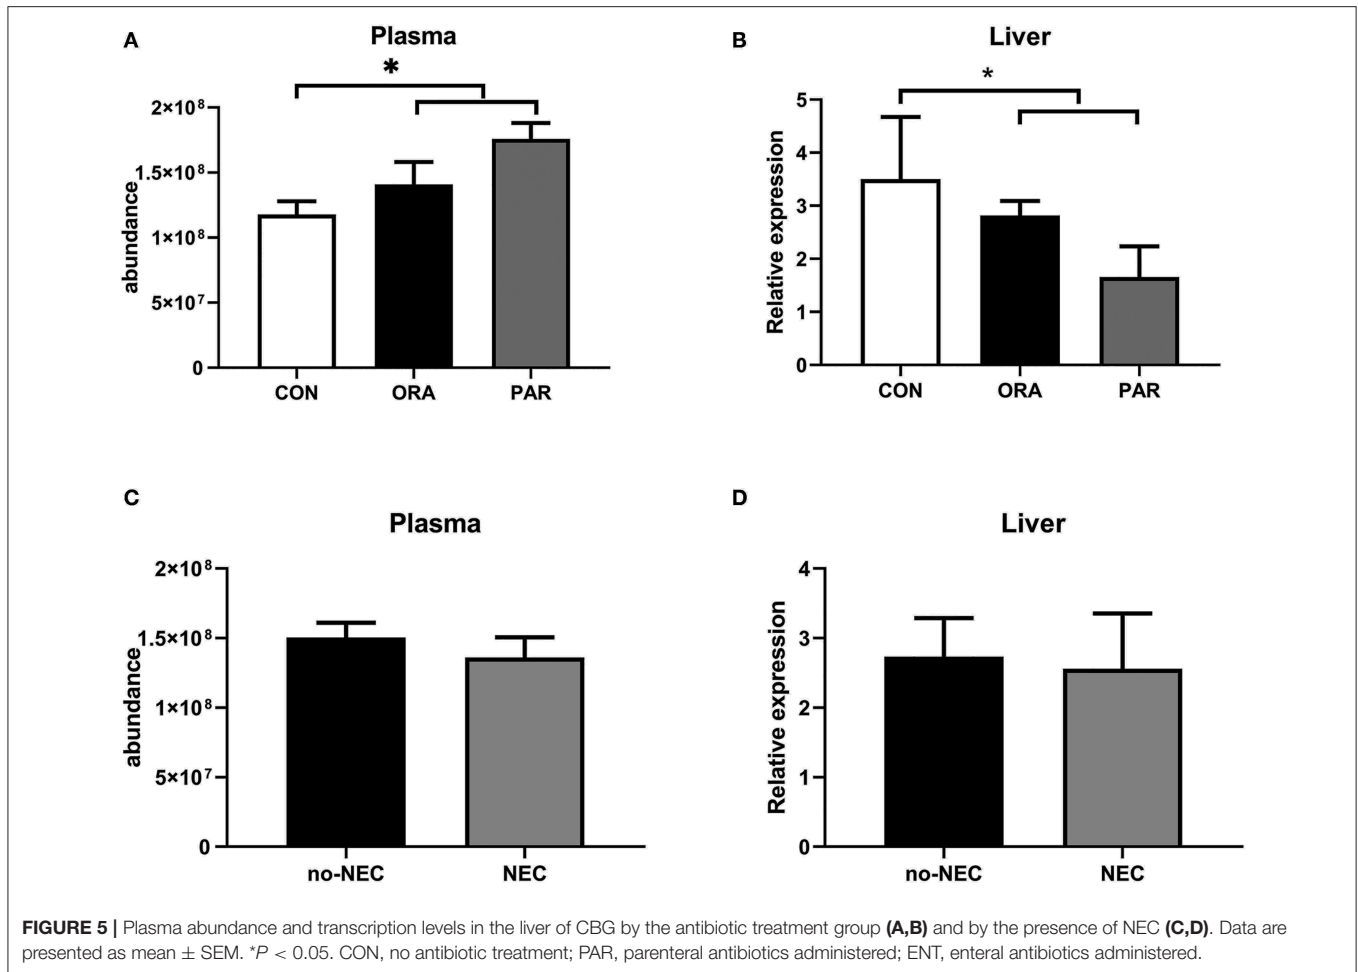 A
Plasma
*
2×10⁸
1.5×10⁸
1×10⁸
5×10⁷
0
abundance
CON ORA PAR
B
Liver
*
5
4
3
2
1
0
Relative expression
CON ORA PAR
C
Plasma
2×10⁸
1.5×10⁸
1×10⁸
5×10⁷
0
abundance
no-NEC NEC
D
Liver
4
3
2
1
0
Relative expression
no-NEC NEC
FIGURE 5 | Plasma abundance and transcription levels in the liver of CBG by the antibiotic treatment group (A,B) and by the presence of NEC (C,D). Data are
presented as mean ± SEM. *P < 0.05. CON, no antibiotic treatment; PAR, parenteral antibiotics administered; ENT, enteral antibiotics administered.